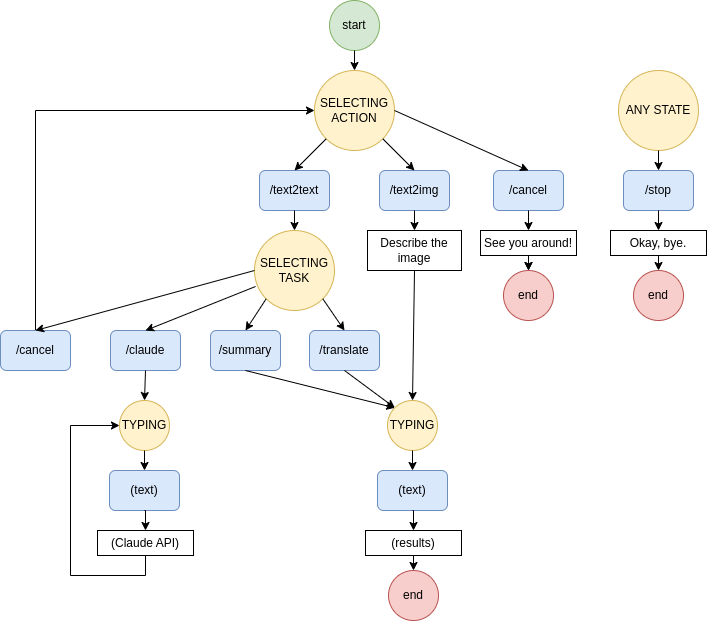 start
SELECTING
ACTION
ANY STATE
/text2text
/text2img
/cancel
/stop
Describe the
image
See you around!
Okay, bye.
SELECTING
TASK
end
end
/cancel
/claude
/summary
/translate
TYPING
TYPING
(text)
(text)
(Claude API)
(results)
end